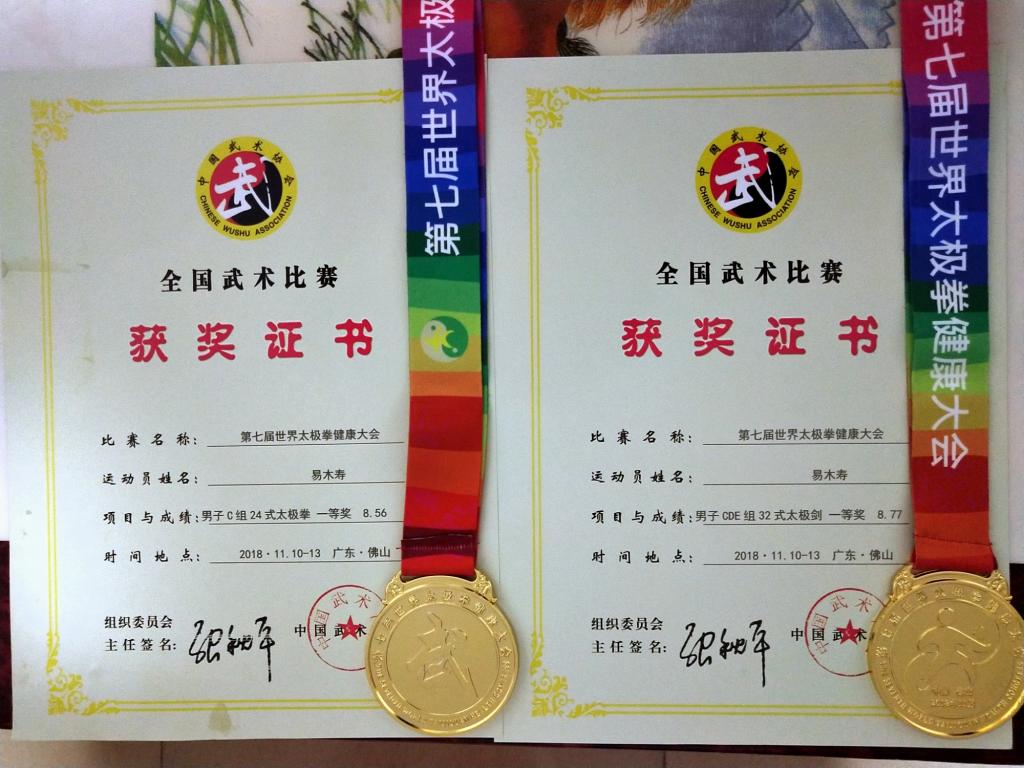 中国武术协会
CHINESE WUSHU ASSOCIATION
全国武术比赛
获奖证书
比赛名称: 第七届世界太极拳健康大会
运动员姓名: 易木寿
项目与成绩: 男子C组24式太极拳 一等奖 8.56
时间地点: 2018·11.10-13 广东·佛山
组织委员会
主任签名:
中国武术
中国武术
第七届世界太极
中国武术协会
CHINESE WUSHU ASSOCIATION
全国武术比赛
获奖证书
比赛名称: 第七届世界太极拳健康大会
运动员姓名: 易木寿
项目与成绩: 男子CDE组32式太极剑 一等奖 8.77
时间地点: 2018·11.10-13 广东·佛山
组织委员会
主任签名:
中国
中国武术
第七届世界太极拳健康大会